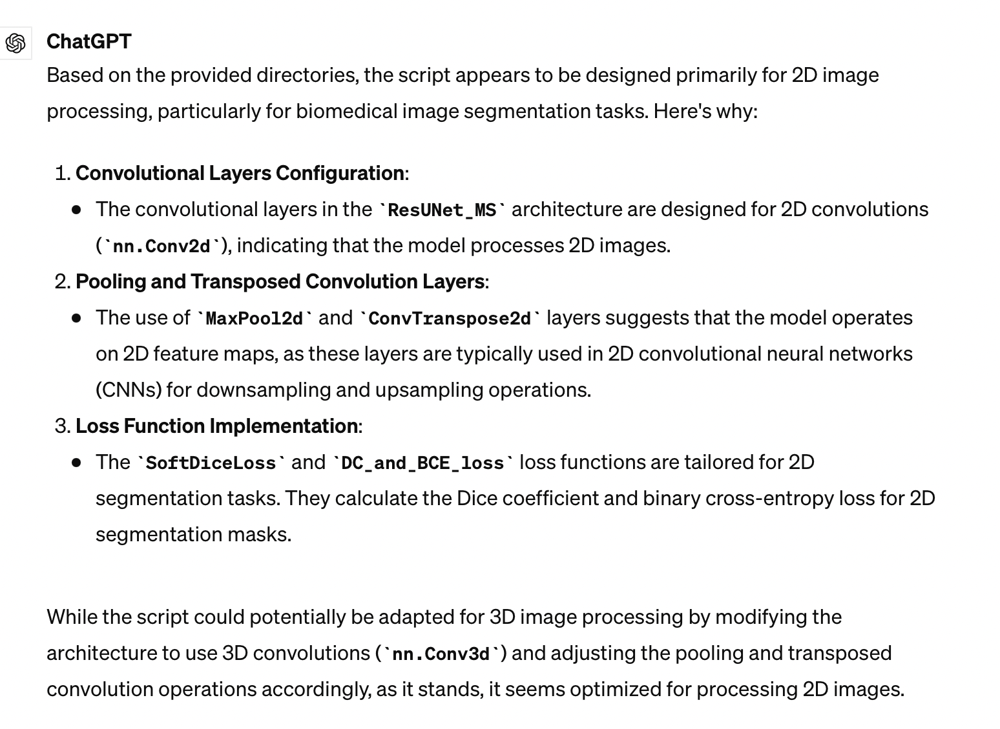 ChatGPT
Based on the provided directories, the script appears to be designed primarily for 2D image
processing, particularly for biomedical image segmentation tasks. Here's why:
1. Convolutional Layers Configuration:
● The convolutional layers in the `ResUNet_MS` architecture are designed for 2D convolutions
(`nn.Conv2d`), indicating that the model processes 2D images.
2. Pooling and Transposed Convolution Layers:
● The use of `MaxPool2d` and `ConvTranspose2d` layers suggests that the model operates
on 2D feature maps, as these layers are typically used in 2D convolutional neural networks
(CNNs) for downsampling and upsampling operations.
3. Loss Function Implementation:
● The `SoftDiceLoss` and `DC_and_BCE_loss` loss functions are tailored for 2D
segmentation tasks. They calculate the Dice coefficient and binary cross-entropy loss for 2D
segmentation masks.
While the script could potentially be adapted for 3D image processing by modifying the
architecture to use 3D convolutions (`nn.Conv3d`) and adjusting the pooling and transposed
convolution operations accordingly, as it stands, it seems optimized for processing 2D images.